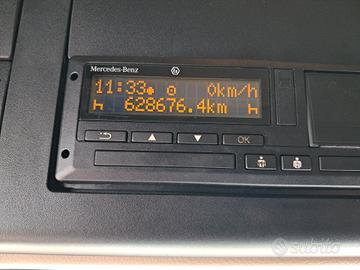 Mercedes-Benz
11:33 0km/h
628676.4km
OK
subito